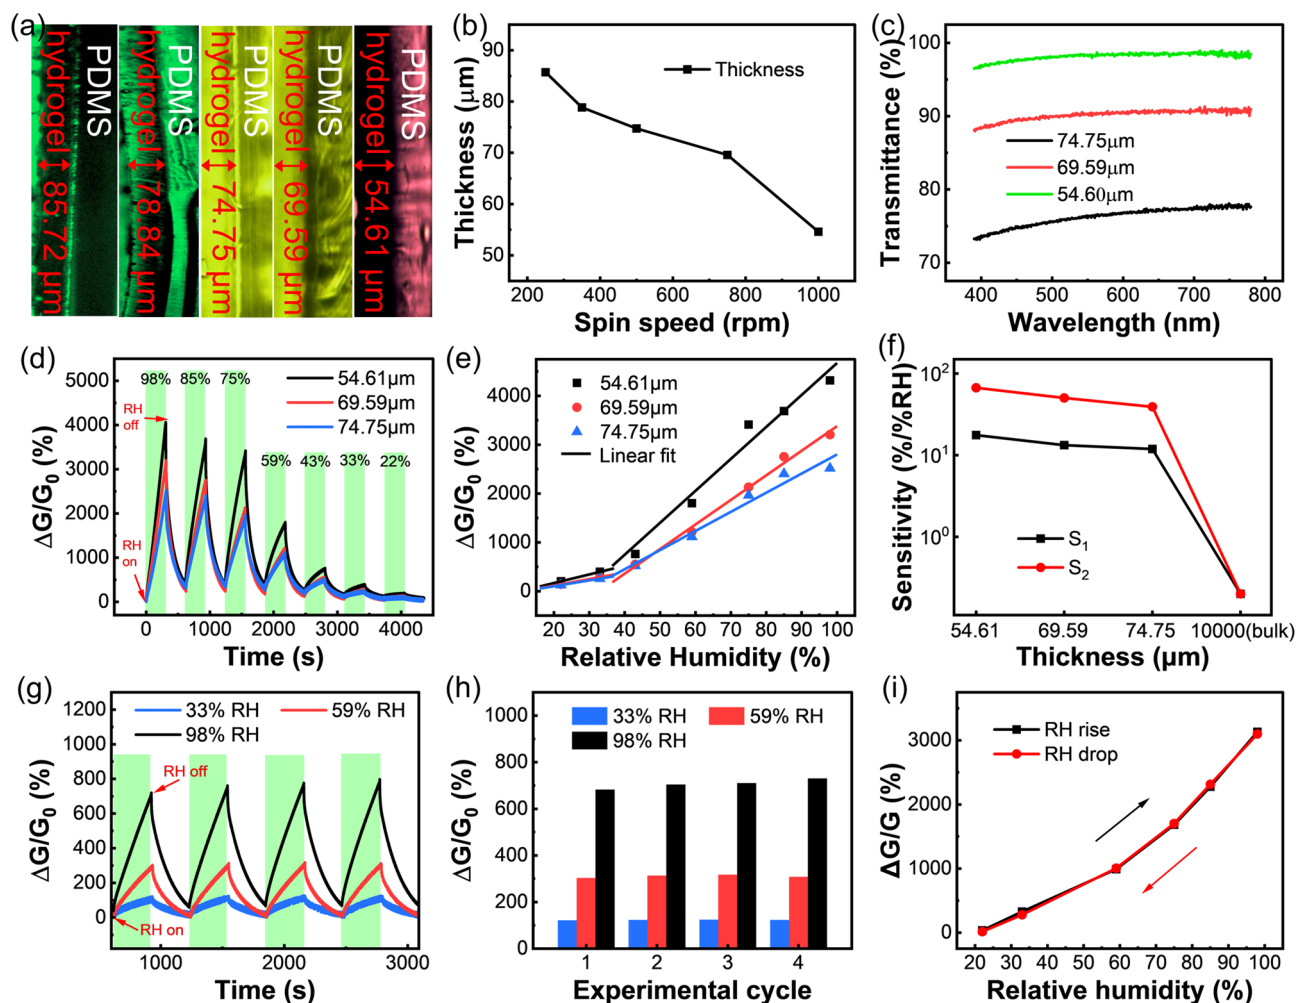 (a)
PDMS
hydrogel
85.72 µm
PDMS
hydrogel
78.84 µm
PDMS
hydrogel
74.75 µm
PDMS
hydrogel
69.59 µm
PDMS
hydrogel
54.61 µm
(b)
Thickness (µm)
90
80
70
60
50
Thickness
200 400 600 800 1000
Spin speed (rpm)
(c)
Transmittance (%)
100
90
80
70
74.75µm
69.59µm
54.60µm
400 500 600 700 800
Wavelength (nm)
(d)
ΔG/G0 (%)
5000
4000
3000
2000
1000
0
98% 85% 75%
59% 43% 33% 22%
54.61µm
69.59µm
74.75µm
RH
off
RH
on
0 1000 2000 3000 4000
Time (s)
(e)
ΔG/G0 (%)
4000
3000
2000
1000
0
54.61µm
69.59µm
74.75µm
Linear fit
20 30 40 50 60 70 80 90 100
Relative Humidity (%)
(f)
Sensitivity (%/%RH)
10²
10¹
10⁰
S1
S2
54.61 69.59 74.75 10000(bulk)
Thickness (µm)
(g)
ΔG/G0 (%)
1200
1000
800
600
400
200
0
33% RH 59% RH
98% RH
RH off
RH on
1000 2000 3000
Time (s)
(h)
ΔG/G0 (%)
1000
800
600
400
200
0
33% RH 59% RH
98% RH
1 2 3 4
Experimental cycle
(i)
ΔG/G (%)
3000
2000
1000
0
RH rise
RH drop
20 30 40 50 60 70 80 90 100
Relative humidity (%)